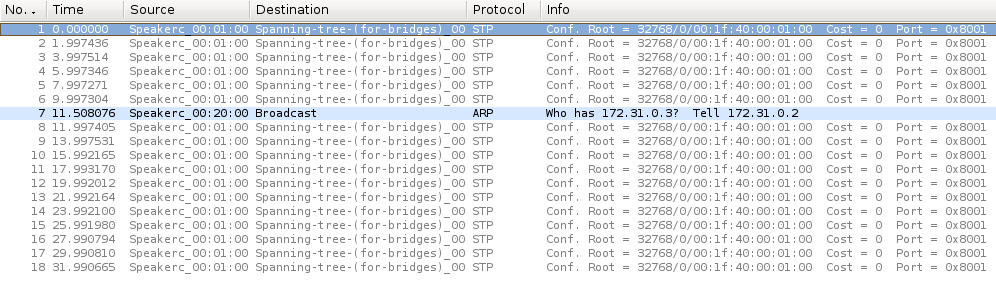 No. . Time Source Destination Protocol Info
1 0.000000 Speakerc_00:01:00 Spanning-tree-(for-bridges)_00 STP Conf. Root = 32768/0/00:1f:40:00:01:00 Cost = 0 Port = 0x8001
2 1.997436 Speakerc_00:01:00 Spanning-tree-(for-bridges)_00 STP Conf. Root = 32768/0/00:1f:40:00:01:00 Cost = 0 Port = 0x8001
3 3.997514 Speakerc_00:01:00 Spanning-tree-(for-bridges)_00 STP Conf. Root = 32768/0/00:1f:40:00:01:00 Cost = 0 Port = 0x8001
4 5.997346 Speakerc_00:01:00 Spanning-tree-(for-bridges)_00 STP Conf. Root = 32768/0/00:1f:40:00:01:00 Cost = 0 Port = 0x8001
5 7.997271 Speakerc_00:01:00 Spanning-tree-(for-bridges)_00 STP Conf. Root = 32768/0/00:1f:40:00:01:00 Cost = 0 Port = 0x8001
6 9.997304 Speakerc_00:01:00 Spanning-tree-(for-bridges)_00 STP Conf. Root = 32768/0/00:1f:40:00:01:00 Cost = 0 Port = 0x8001
7 11.508076 Speakerc_00:20:00 Broadcast ARP Who has 172.31.0.3? Tell 172.31.0.2
8 11.997405 Speakerc_00:01:00 Spanning-tree-(for-bridges)_00 STP Conf. Root = 32768/0/00:1f:40:00:01:00 Cost = 0 Port = 0x8001
9 13.997531 Speakerc_00:01:00 Spanning-tree-(for-bridges)_00 STP Conf. Root = 32768/0/00:1f:40:00:01:00 Cost = 0 Port = 0x8001
10 15.992165 Speakerc_00:01:00 Spanning-tree-(for-bridges)_00 STP Conf. Root = 32768/0/00:1f:40:00:01:00 Cost = 0 Port = 0x8001
11 17.993170 Speakerc_00:01:00 Spanning-tree-(for-bridges)_00 STP Conf. Root = 32768/0/00:1f:40:00:01:00 Cost = 0 Port = 0x8001
12 19.992012 Speakerc_00:01:00 Spanning-tree-(for-bridges)_00 STP Conf. Root = 32768/0/00:1f:40:00:01:00 Cost = 0 Port = 0x8001
13 21.992164 Speakerc_00:01:00 Spanning-tree-(for-bridges)_00 STP Conf. Root = 32768/0/00:1f:40:00:01:00 Cost = 0 Port = 0x8001
14 23.992100 Speakerc_00:01:00 Spanning-tree-(for-bridges)_00 STP Conf. Root = 32768/0/00:1f:40:00:01:00 Cost = 0 Port = 0x8001
15 25.991980 Speakerc_00:01:00 Spanning-tree-(for-bridges)_00 STP Conf. Root = 32768/0/00:1f:40:00:01:00 Cost = 0 Port = 0x8001
16 27.990794 Speakerc_00:01:00 Spanning-tree-(for-bridges)_00 STP Conf. Root = 32768/0/00:1f:40:00:01:00 Cost = 0 Port = 0x8001
17 29.990810 Speakerc_00:01:00 Spanning-tree-(for-bridges)_00 STP Conf. Root = 32768/0/00:1f:40:00:01:00 Cost = 0 Port = 0x8001
18 31.990665 Speakerc_00:01:00 Spanning-tree-(for-bridges)_00 STP Conf. Root = 32768/0/00:1f:40:00:01:00 Cost = 0 Port = 0x8001